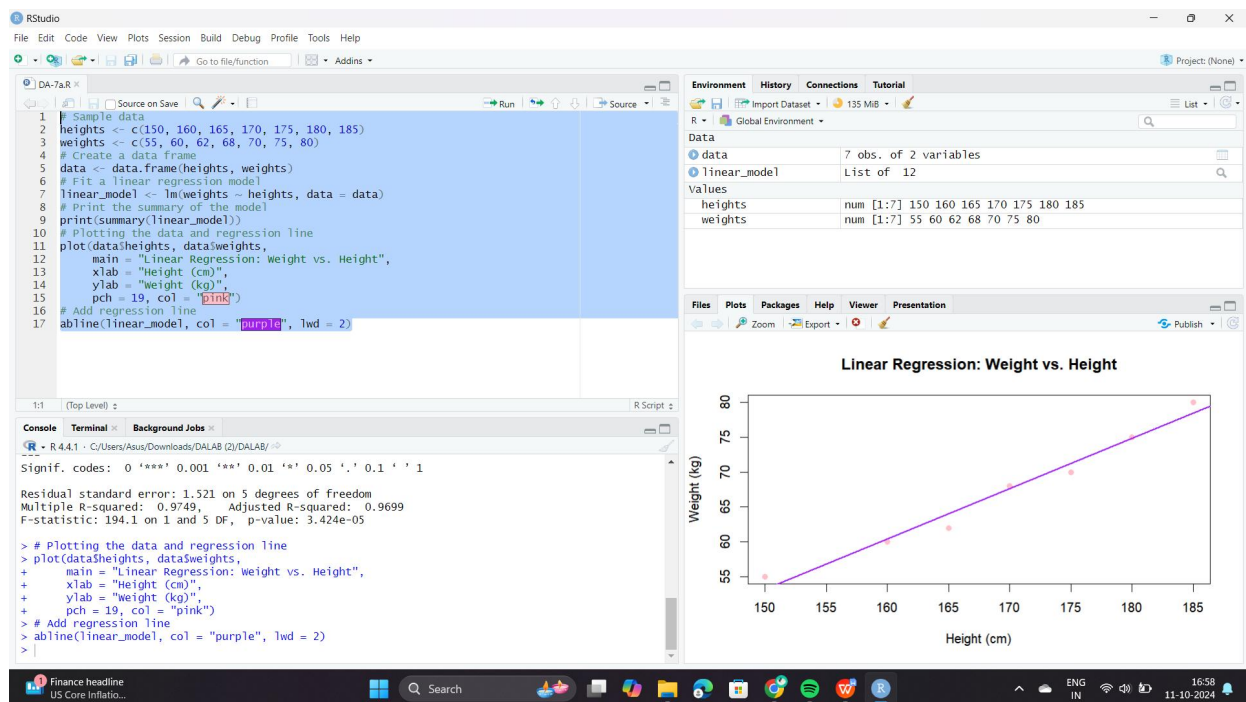 RStudio
File Edit Code View Plots Session Build Debug Profile Tools Help
Go to file/function Addins Project: (None)
DA-7a.R
Source on Save Run Source
1 # Sample data
2 heights <- c(150, 160, 165, 170, 175, 180, 185)
3 weights <- c(55, 60, 62, 68, 70, 75, 80)
4 # Create a data frame
5 data <- data.frame(heights, weights)
6 # Fit a linear regression model
7 linear_model <- lm(weights ~ heights, data = data)
8 # Print the summary of the model
9 print(summary(linear_model))
10 # Plotting the data and regression line
11 plot(data$heights, data$weights,
12 main = "Linear Regression: Weight vs. Height",
13 xlab = "Height (cm)",
14 ylab = "Weight (kg)",
15 pch = 19, col = "pink")
16 # Add regression line
17 abline(linear_model, col = "purple", lwd = 2)
1:1 (Top Level) R Script
Console Terminal Background Jobs
R 4.4.1 · C:/Users/Asus/Downloads/DALAB (2)/DALAB/
---
Signif. codes: 0 ‘***’ 0.001 ‘**’ 0.01 ‘*’ 0.05 ‘.’ 0.1 ‘ ’ 1
Residual standard error: 1.521 on 5 degrees of freedom
Multiple R-squared: 0.9749, Adjusted R-squared: 0.9699
F-statistic: 194.1 on 1 and 5 DF, p-value: 3.424e-05
> # Plotting the data and regression line
> plot(data$heights, data$weights,
+ main = "Linear Regression: Weight vs. Height",
+ xlab = "Height (cm)",
+ ylab = "Weight (kg)",
+ pch = 19, col = "pink")
> # Add regression line
> abline(linear_model, col = "purple", lwd = 2)
>
Environment History Connections Tutorial
Import Dataset 135 MiB List
R Global Environment
Data
data 7 obs. of 2 variables
linear_model List of 12
Values
heights num [1:7] 150 160 165 170 175 180 185
weights num [1:7] 55 60 62 68 70 75 80
Files Plots Packages Help Viewer Presentation
Zoom Export Publish
Linear Regression: Weight vs. Height
Weight (kg)
80
75
70
65
60
55
150 155 160 165 170 175 180 185
Height (cm)
1 Finance headline
US Core Inflatio...
Search
ENG
IN
16:58
11-10-2024